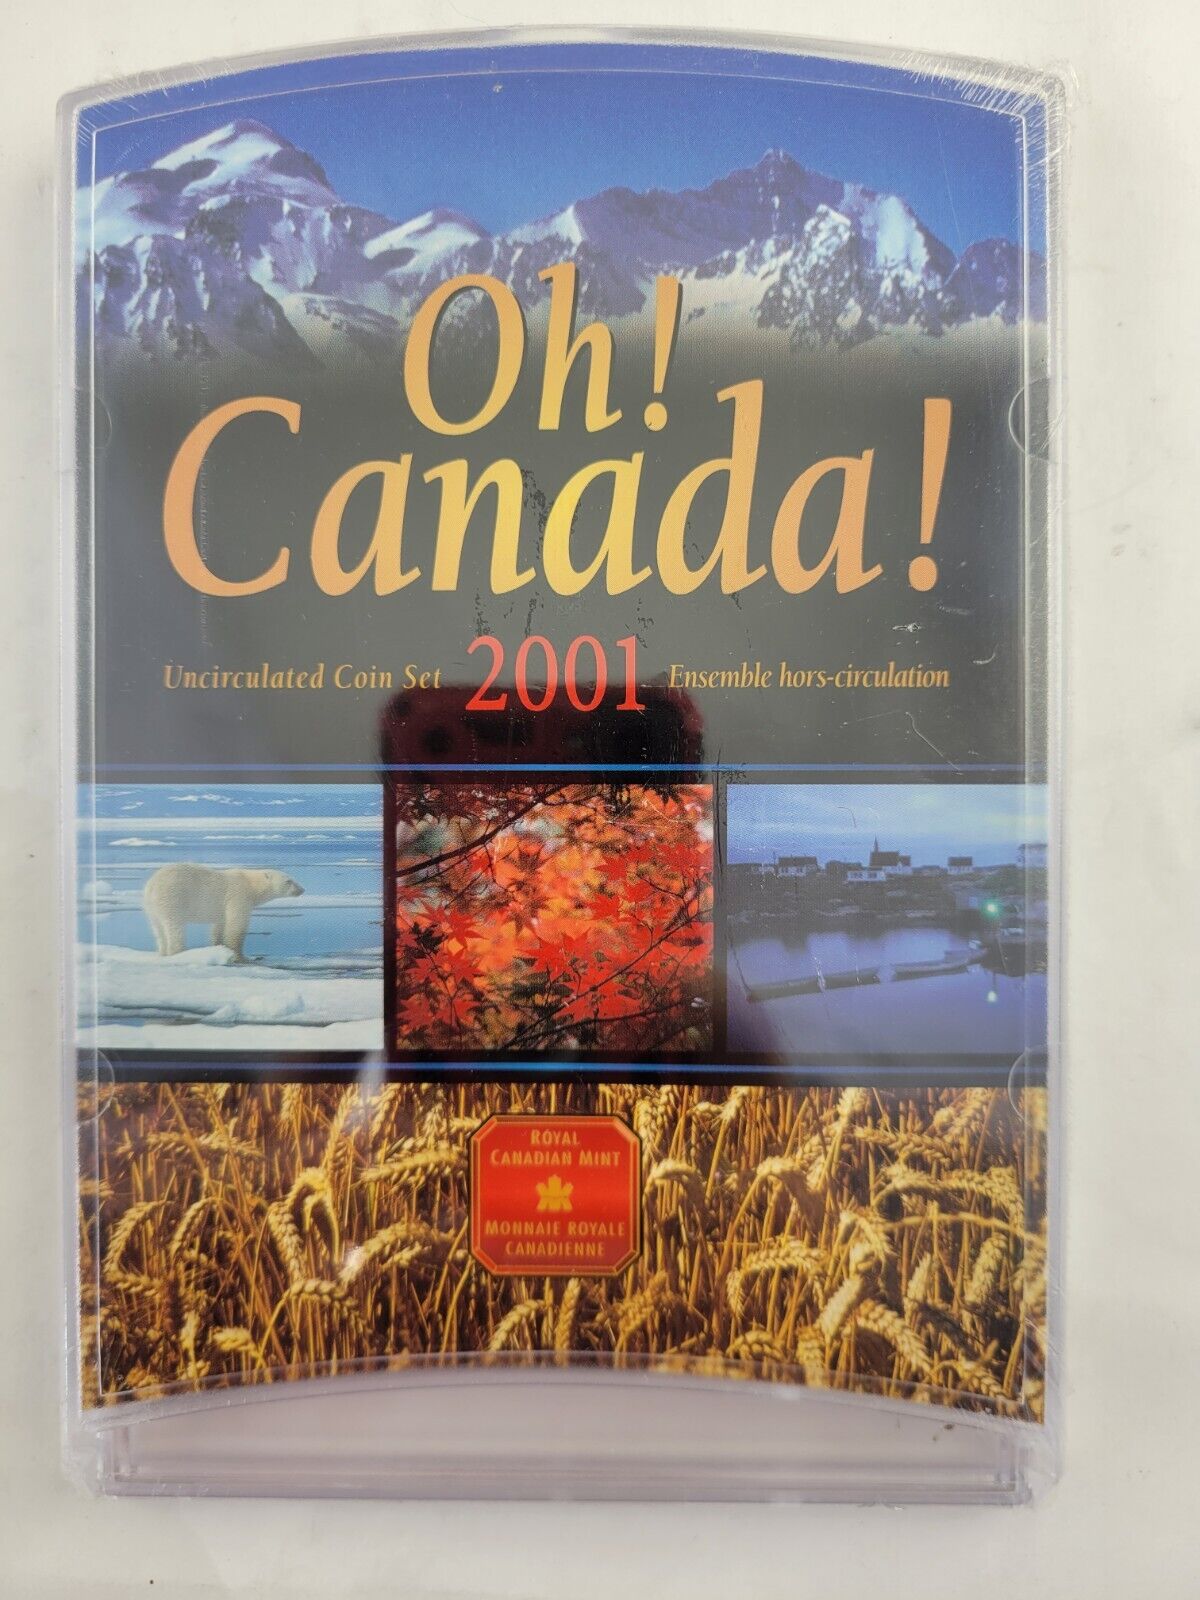 Oh!
Canada!
Uncirculated Coin Set 2001 Ensemble hors-circulation
ROYAL
CANADIAN MINT
MONNAIE ROYALE
CANADIENNE